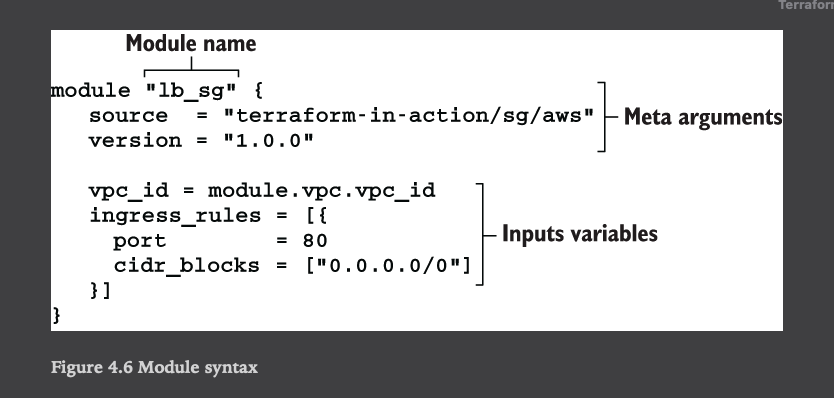 Terrafor
Module name
module "lb_sg" {
source = "terraform-in-action/sg/aws"
version = "1.0.0"
Meta arguments
vpc_id = module.vpc.vpc_id
ingress_rules = [{
port = 80
cidr_blocks = ["0.0.0.0/0"]
}]
}
Inputs variables
Figure 4.6 Module syntax